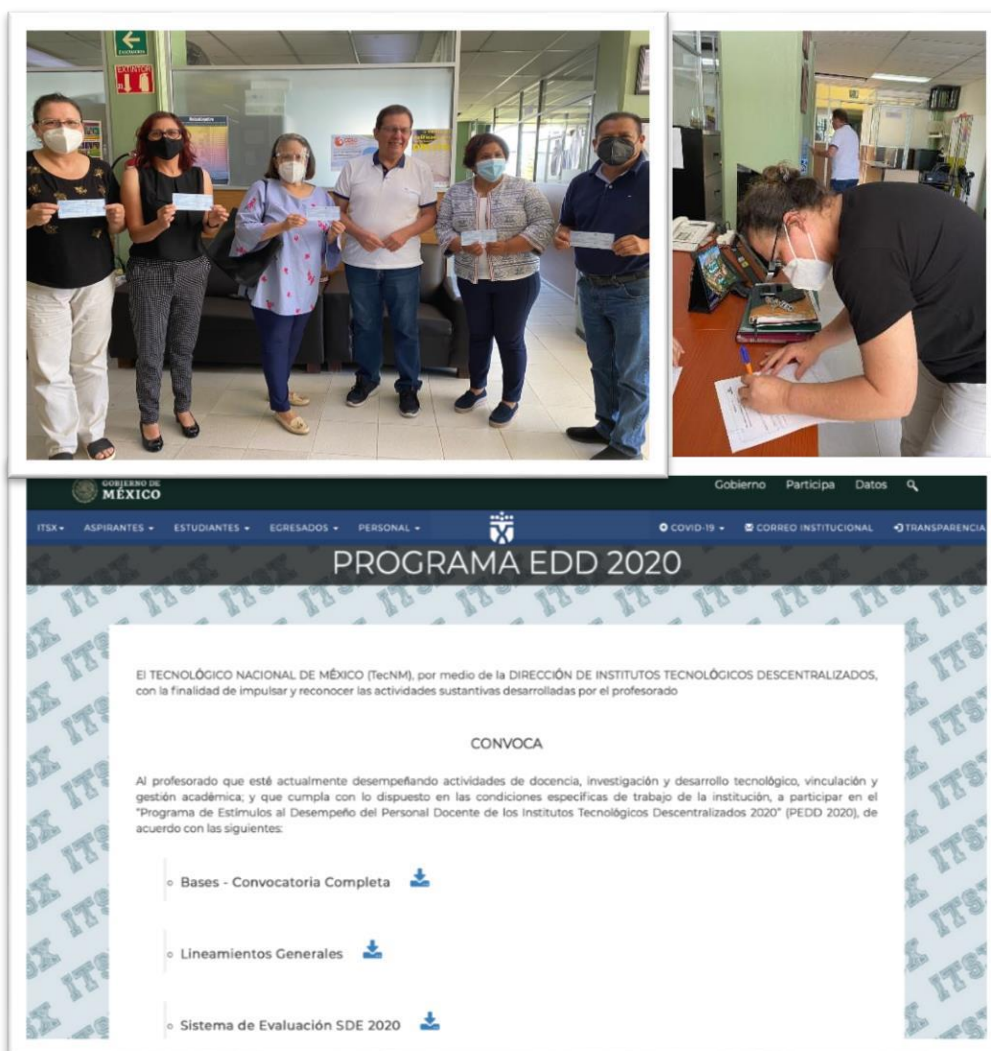 EXTINTOR
GOBIERNO DE
MÉXICO
Gobierno Participa Datos
ITSX ASPIRANTES ESTUDIANTES EGRESADOS PERSONAL COVID-19 CORREO INSTITUCIONAL TRANSPARENCIA
PROGRAMA EDD 2020
El TECNOLÓGICO NACIONAL DE MÉXICO (TecNM), por medio de la DIRECCIÓN DE INSTITUTOS TECNOLÓGICOS DESCENTRALIZADOS,
con la finalidad de impulsar y reconocer las actividades sustantivas desarrolladas por el profesorado
CONVOCA
Al profesorado que esté actualmente desempeñando actividades de docencia, investigación y desarrollo tecnológico, vinculación y
gestión académica; y que cumpla con lo dispuesto en las condiciones específicas de trabajo de la institución, a participar en el
"Programa de Estímulos al Desempeño del Personal Docente de los Institutos Tecnológicos Descentralizados 2020" (PEDD 2020), de
acuerdo con las siguientes:
Bases - Convocatoria Completa
Lineamientos Generales
Sistema de Evaluación SDE 2020